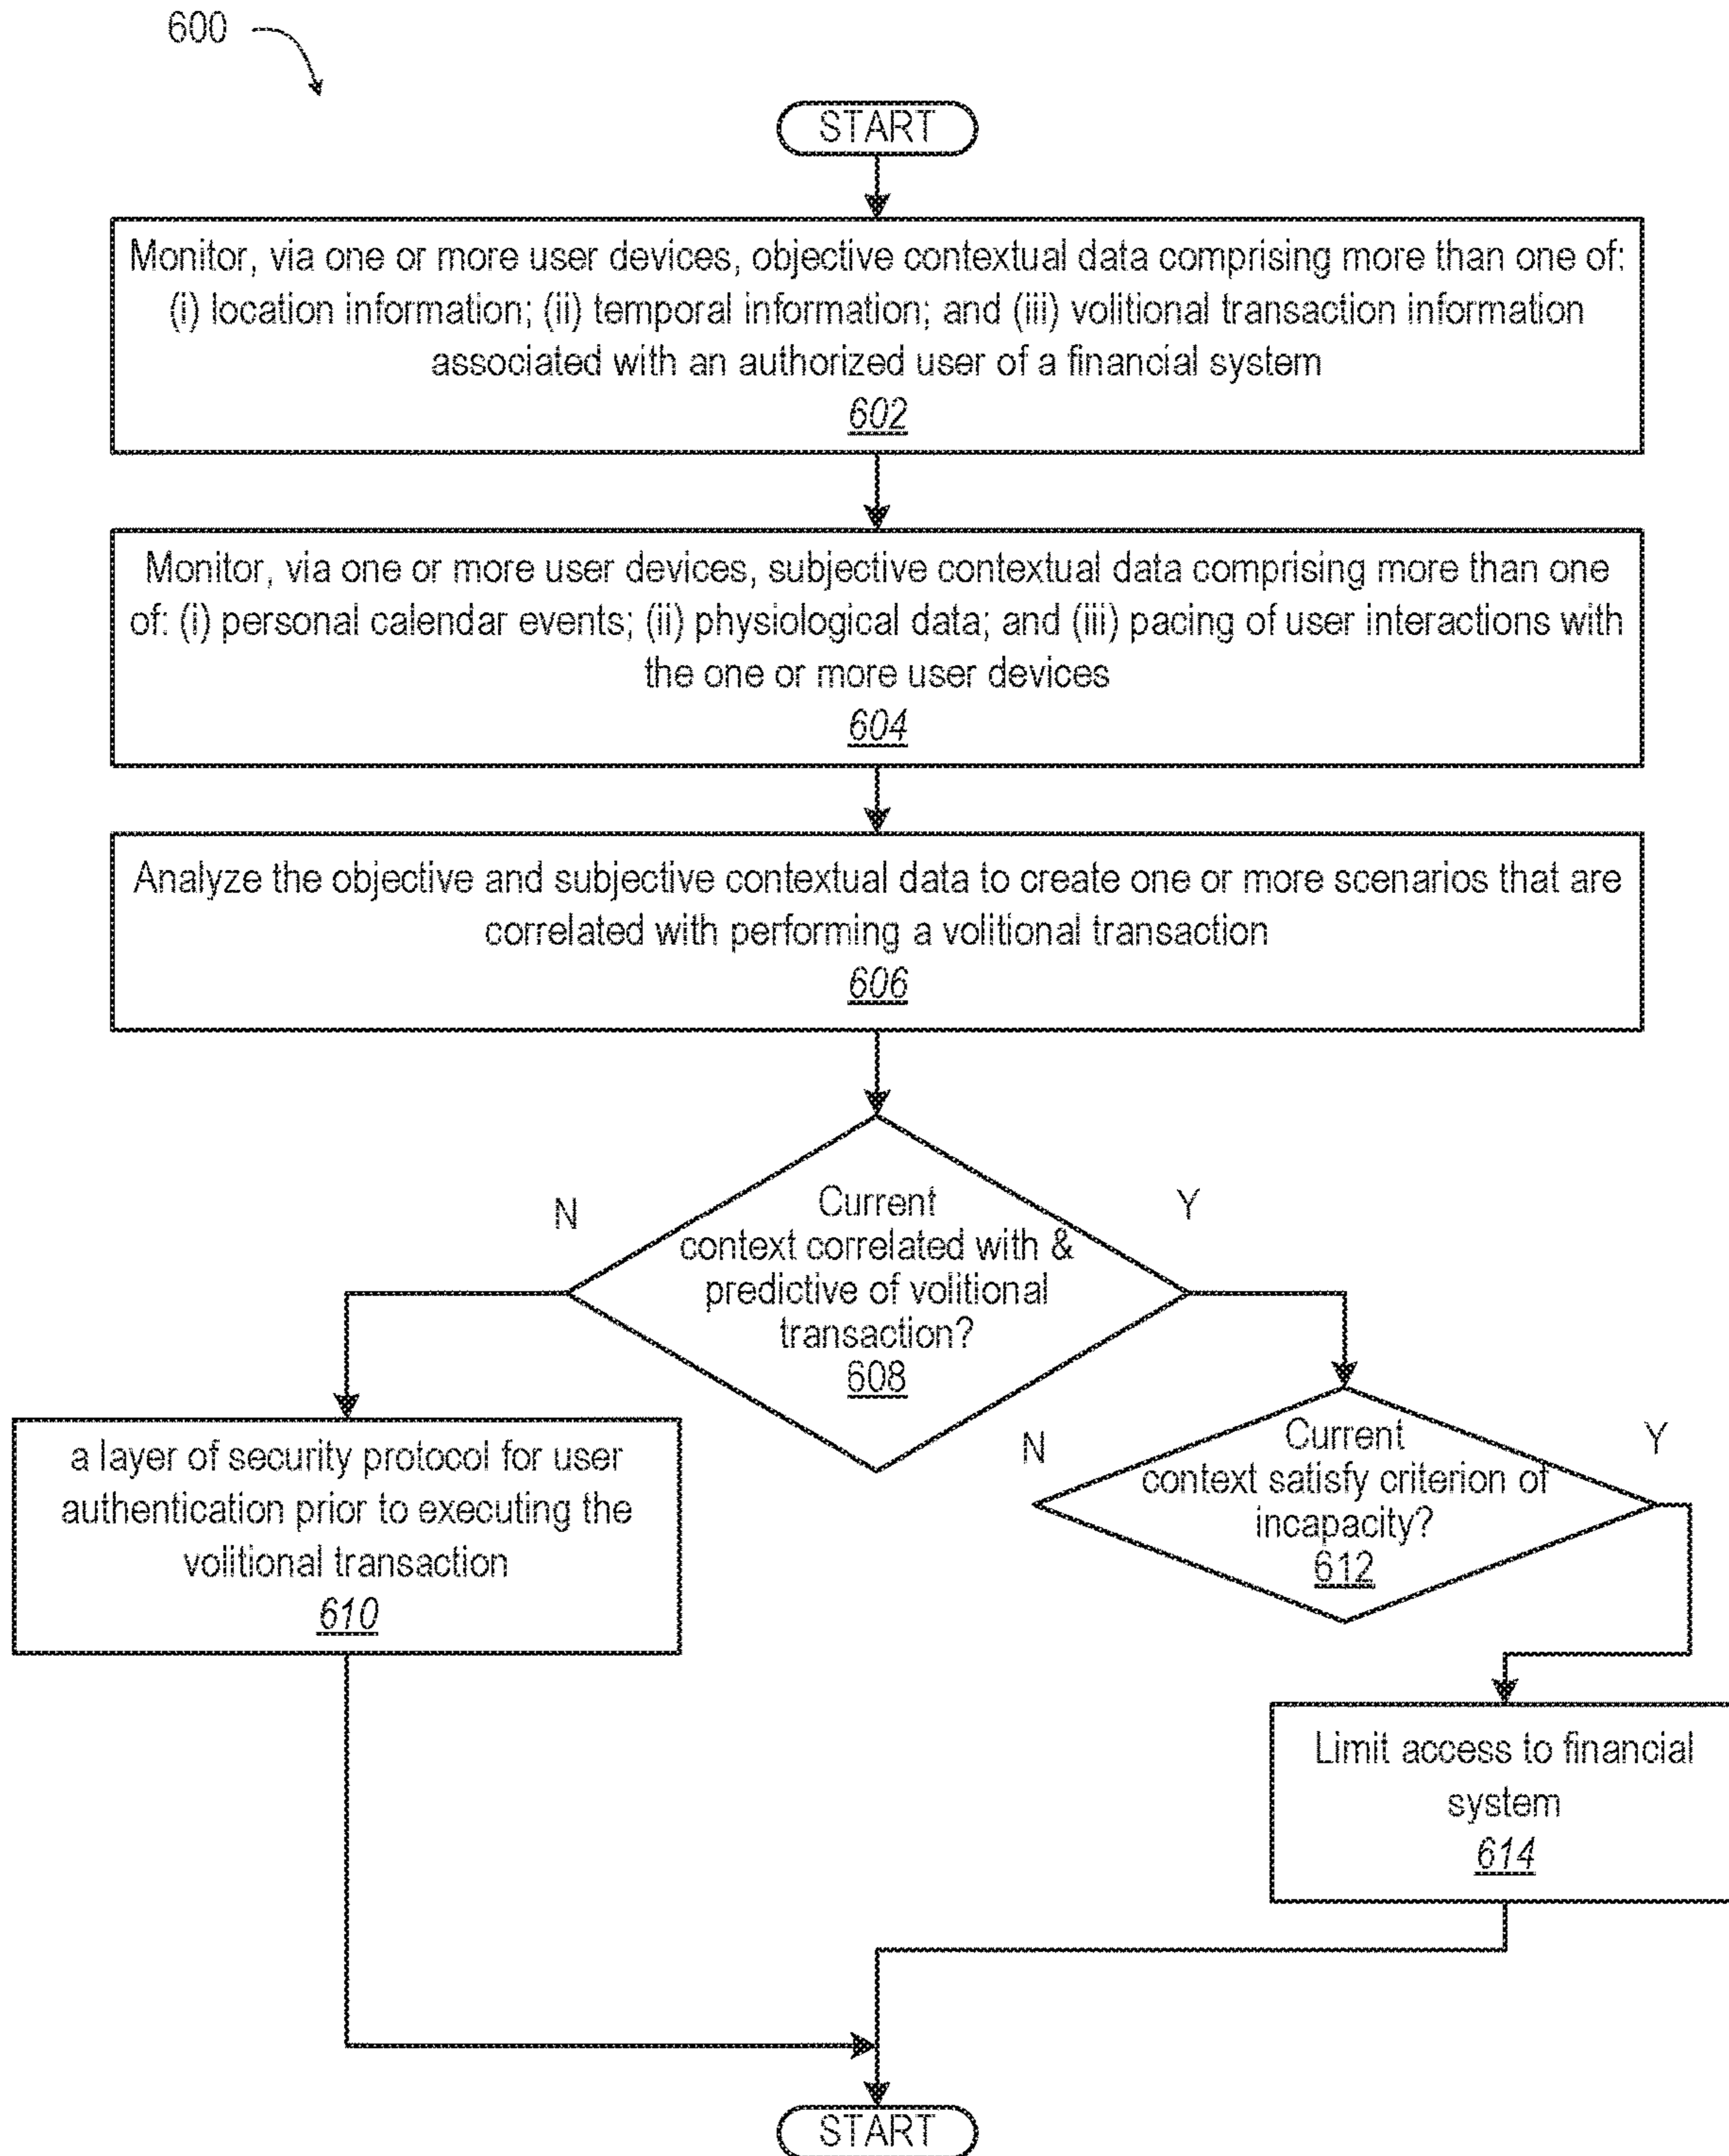 600
START
Monitor, via one or more user devices, objective contextual data comprising more than one of:
(i) location information; (ii) temporal information; and (iii) volitional transaction information
associated with an authorized user of a financial system
602
Monitor, via one or more user devices, subjective contextual data comprising more than one
of: (i) personal calendar events; (ii) physiological data; and (iii) pacing of user interactions with
the one or more user devices
604
Analyze the objective and subjective contextual data to create one or more scenarios that are
correlated with performing a volitional transaction
606
N
Y
Current
context correlated with &
predictive of volitional
transaction?
608
a layer of security protocol for user
authentication prior to executing the
volitional transaction
610
N
Y
Current
context satisfy criterion of
incapacity?
612
Limit access to financial
system
614
START